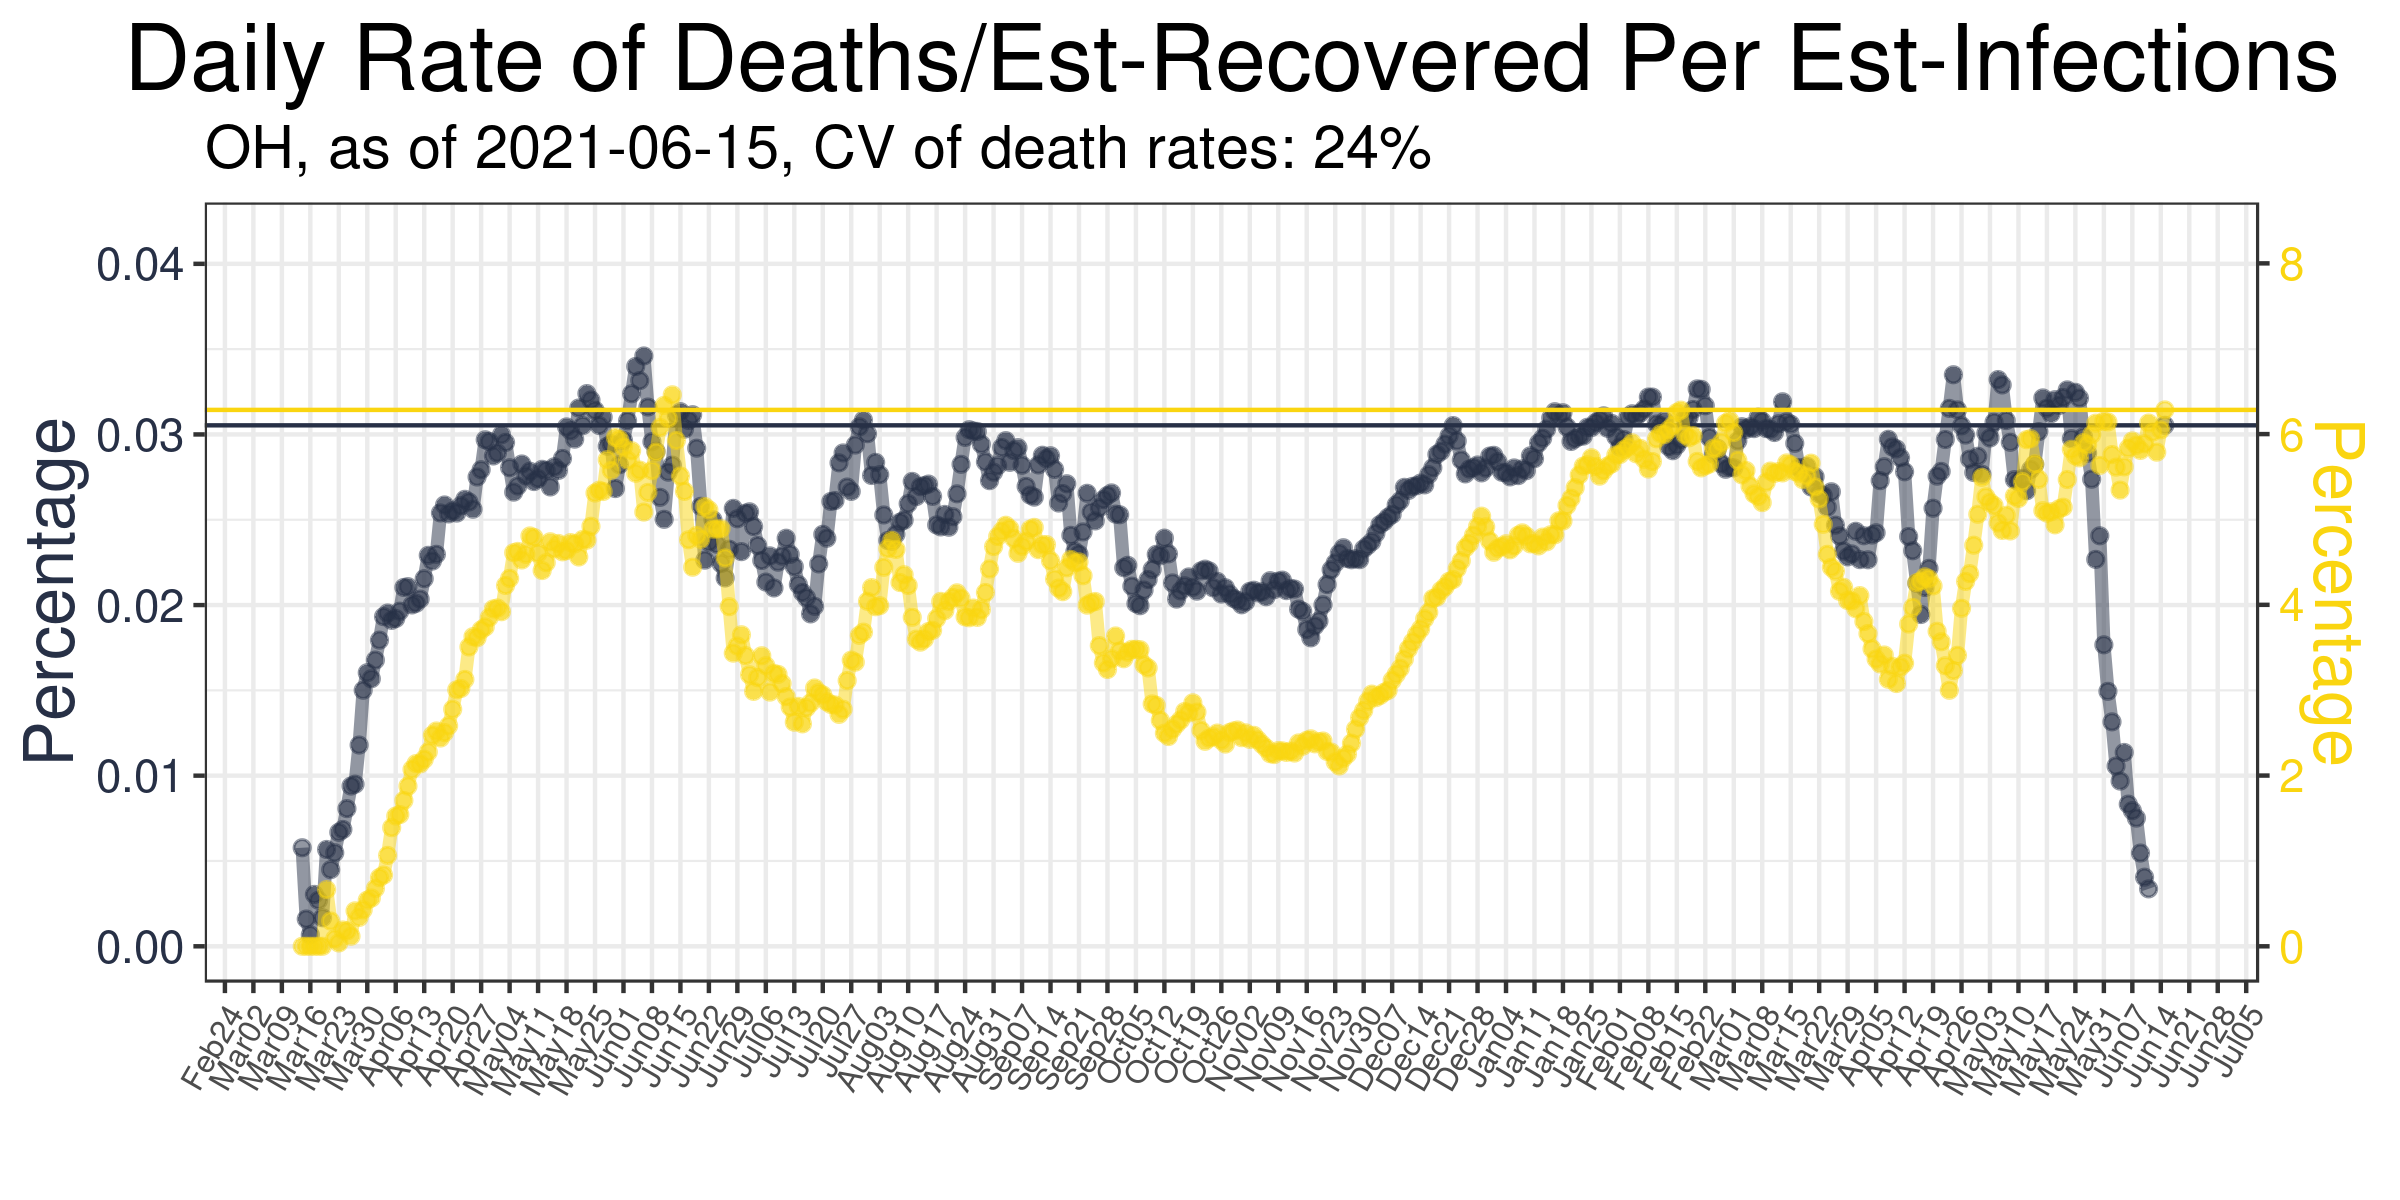 Daily Rate of Deaths/Est-Recovered Per Est-Infections
OH, as of 2021-06-15, CV of death rates: 24%
Percentage
0.04
0.03
0.02
0.01
0.00
8
6
4
2
0
Percentage
Feb24
Mar02
Mar09
Mar16
Mar23
Mar30
Apr06
Apr13
Apr20
Apr27
May04
May11
May18
May25
Jun01
Jun08
Jun15
Jun22
Jun29
Jul06
Jul13
Jul20
Jul27
Aug03
Aug10
Aug17
Aug24
Aug31
Sep07
Sep14
Sep21
Sep28
Oct05
Oct12
Oct19
Oct26
Nov02
Nov09
Nov16
Nov23
Nov30
Dec07
Dec14
Dec21
Dec28
Jan04
Jan11
Jan18
Jan25
Feb01
Feb08
Feb15
Feb22
Mar01
Mar08
Mar15
Mar22
Mar29
Apr05
Apr12
Apr19
Apr26
May03
May10
May17
May24
May31
Jun07
Jun14
Jun21
Jun28
Jul05